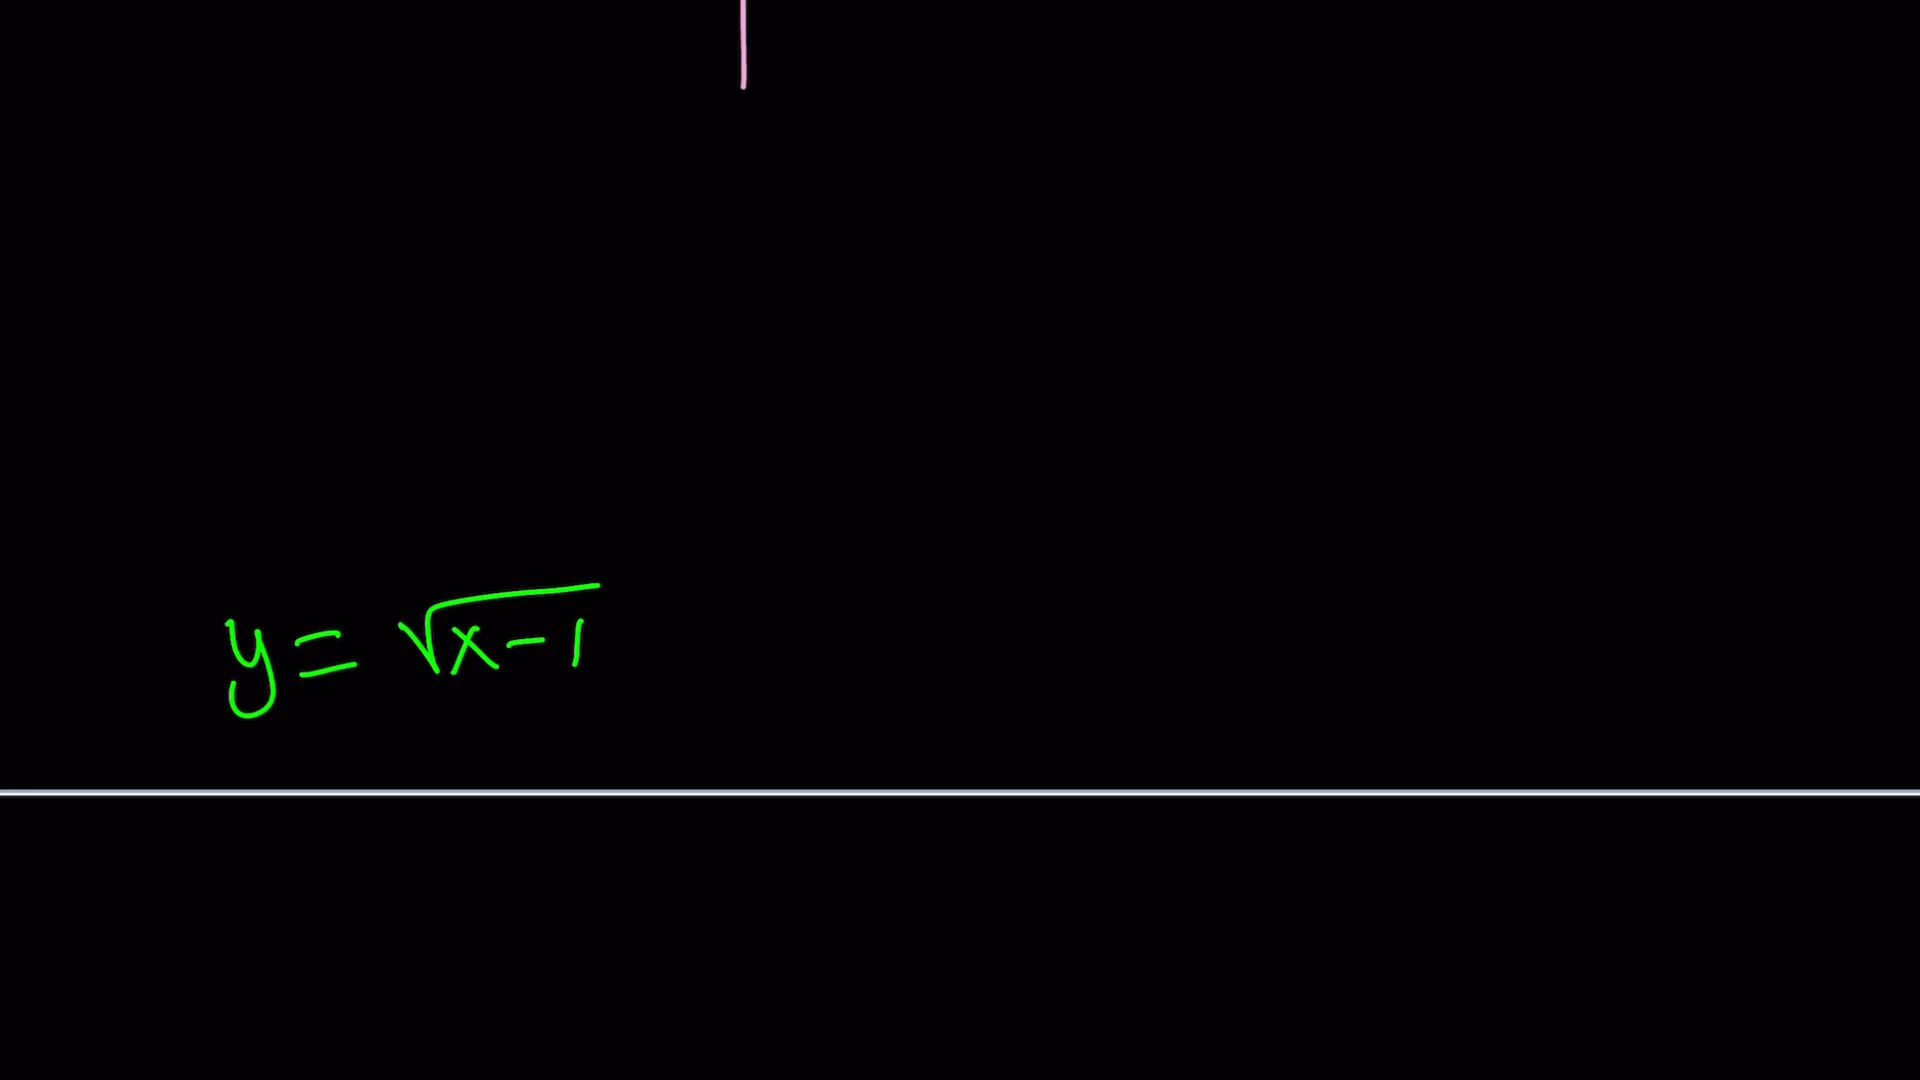 y = √(x-1)